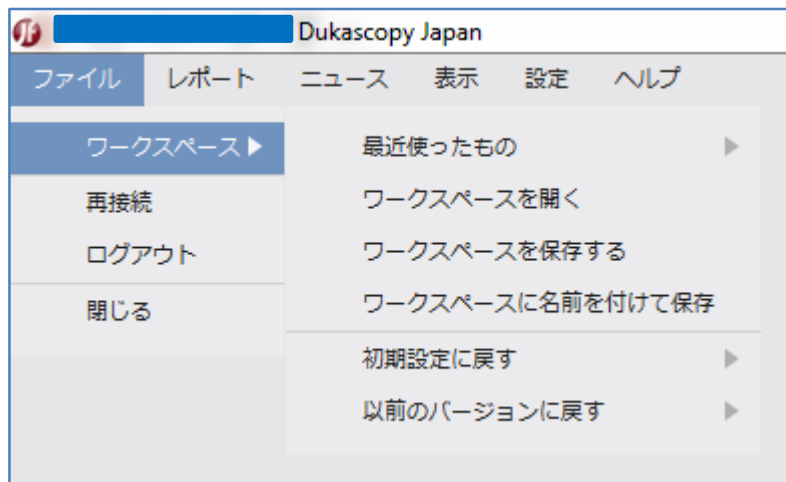 Dukascopy Japan
ファイル レポート ニュース 表示 設定 ヘルプ
ワークスペース
再接続
ログアウト
閉じる
最近使ったもの
ワークスペースを開く
ワークスペースを保存する
ワークスペースに名前を付けて保存
初期設定に戻す
以前のバージョンに戻す